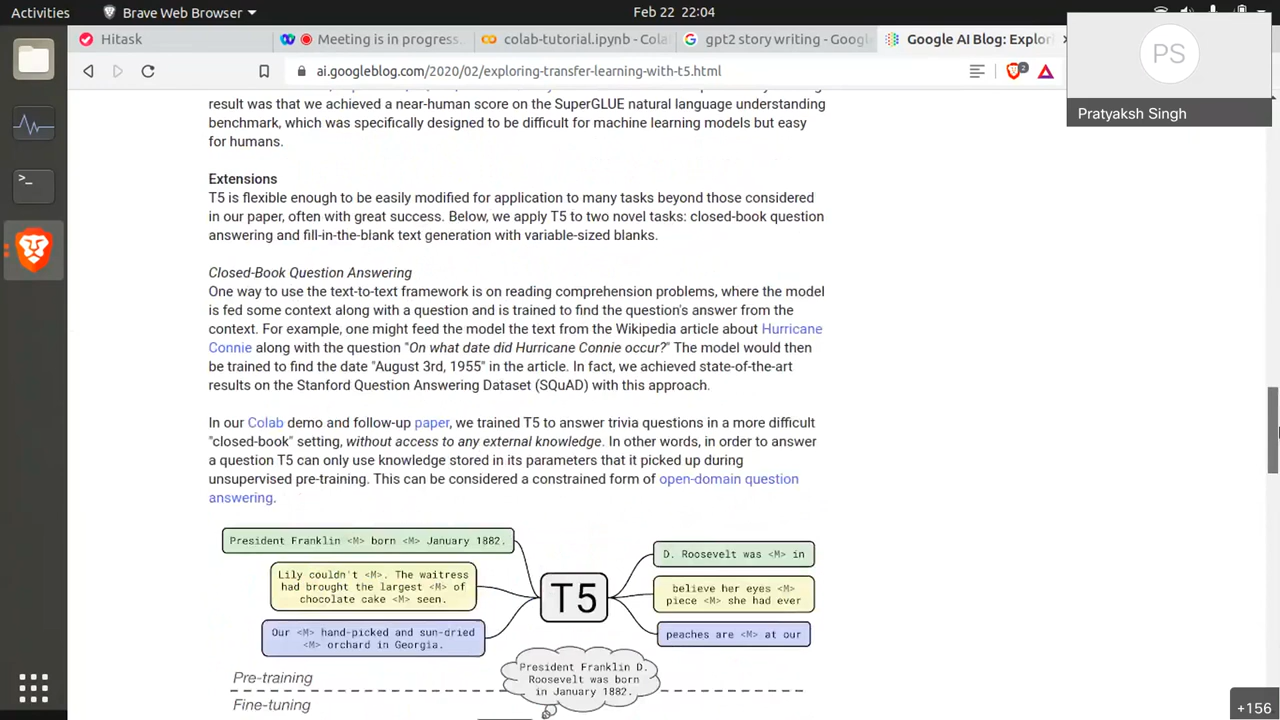 Activities
Brave Web Browser
Feb 22 22:04
Hitask
Meeting is in progress
colab-tutorial.ipynb - Cola
gpt2 story writing - Google
Google AI Blog: Explor
PS
Pratyaksh Singh
ai.googleblog.com/2020/02/exploring-transfer-learning-with-t5.html
2
result was that we achieved a near-human score on the SuperGLUE natural language understanding
benchmark, which was specifically designed to be difficult for machine learning models but easy
for humans.
Extensions
T5 is flexible enough to be easily modified for application to many tasks beyond those considered
in our paper, often with great success. Below, we apply T5 to two novel tasks: closed-book question
answering and fill-in-the-blank text generation with variable-sized blanks.
Closed-Book Question Answering
One way to use the text-to-text framework is on reading comprehension problems, where the model
is fed some context along with a question and is trained to find the question's answer from the
context. For example, one might feed the model the text from the Wikipedia article about Hurricane
Connie along with the question "On what date did Hurricane Connie occur?" The model would then
be trained to find the date "August 3rd, 1955" in the article. In fact, we achieved state-of-the-art
results on the Stanford Question Answering Dataset (SQuAD) with this approach.
In our Colab demo and follow-up paper, we trained T5 to answer trivia questions in a more difficult
"closed-book" setting, without access to any external knowledge. In other words, in order to answer
a question T5 can only use knowledge stored in its parameters that it picked up during
unsupervised pre-training. This can be considered a constrained form of open-domain question
answering.
President Franklin <M> born <M> January 1882.
Lily couldn't <M>. The waitress
had brought the largest <M> of
chocolate cake <M> seen.
Our <M> hand-picked and sun-dried
<M> orchard in Georgia.
T5
D. Roosevelt was <M> in
believe her eyes <M>
piece <M> she had ever
peaches are <M> at our
President Franklin D.
Roosevelt was born
in January 1882.
Pre-training
Fine-tuning
+156